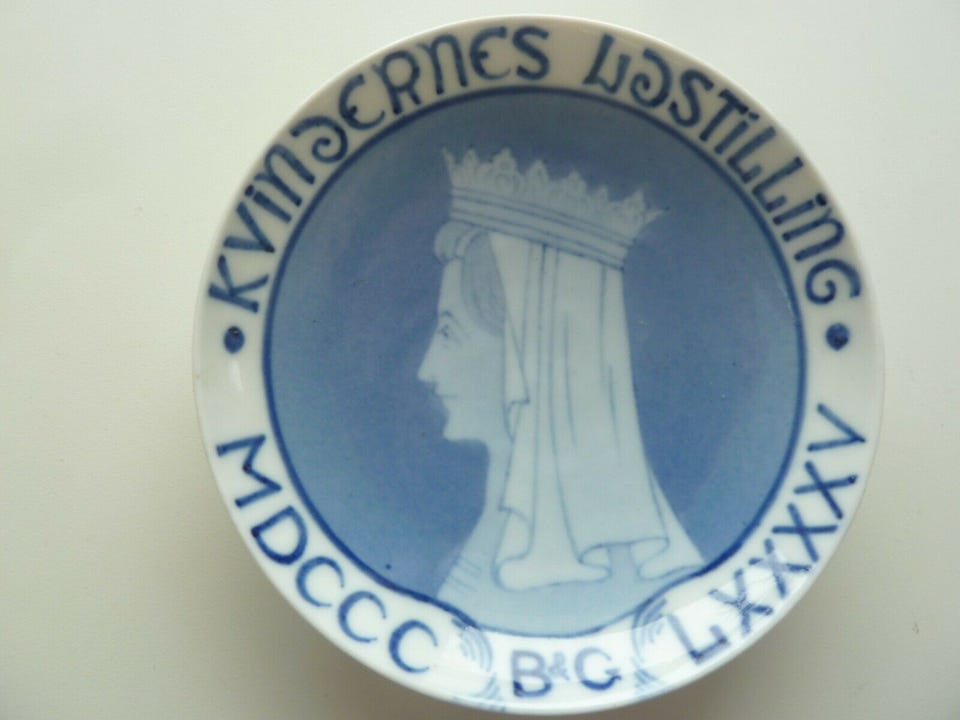 • KVINDERNES UDSTILLING •
MDCCC
B&G
LXXXXV